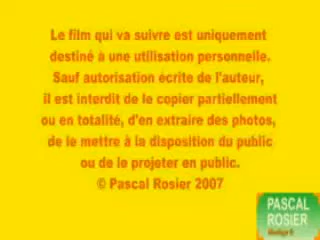 Le film qui va suivre est uniquement
destiné à une utilisation personnelle.
Sauf autorisation écrite de l'auteur,
il est interdit de le copier partiellement
ou en totalité, d'en extraire des photos,
de le mettre à la disposition du public
ou de le projeter en public.
© Pascal Rosier 2007
PASCAL
ROSIER